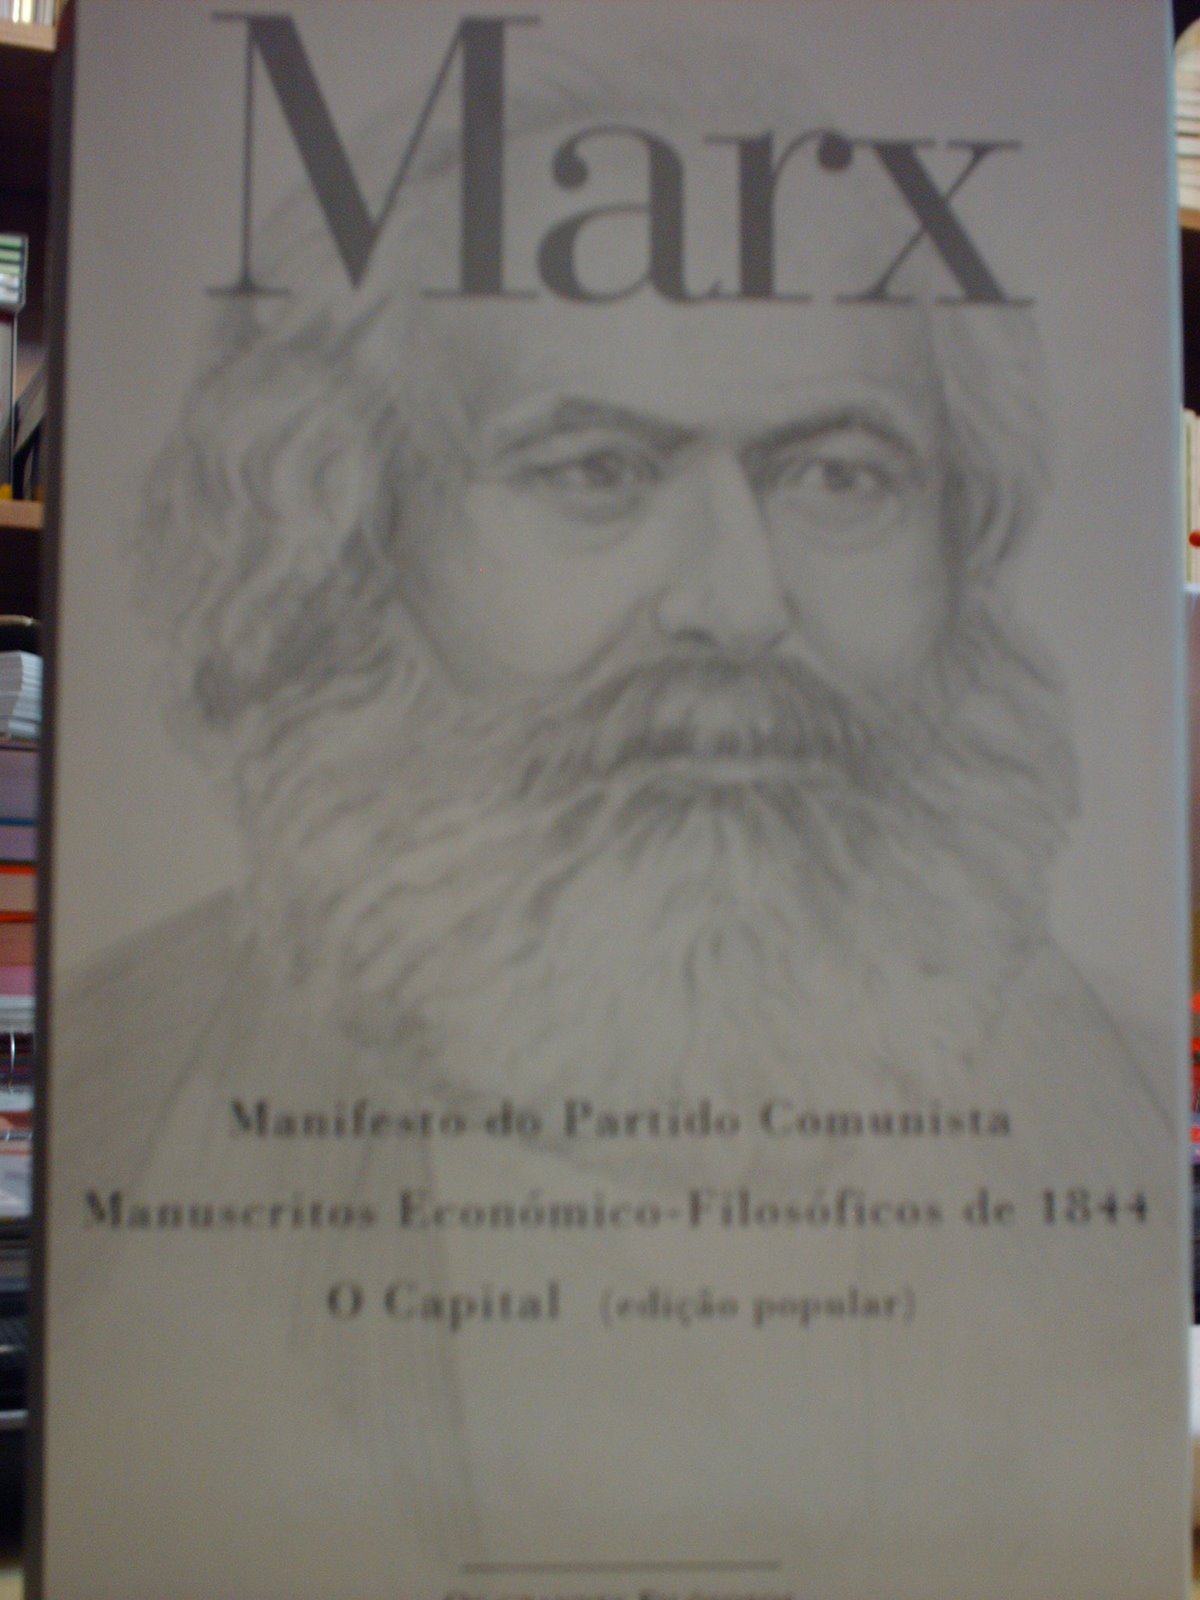 Marx
Manifesto do Partido Comunista
Manuscritos Económico-Filosóficos de 1844
O Capital (edição popular)